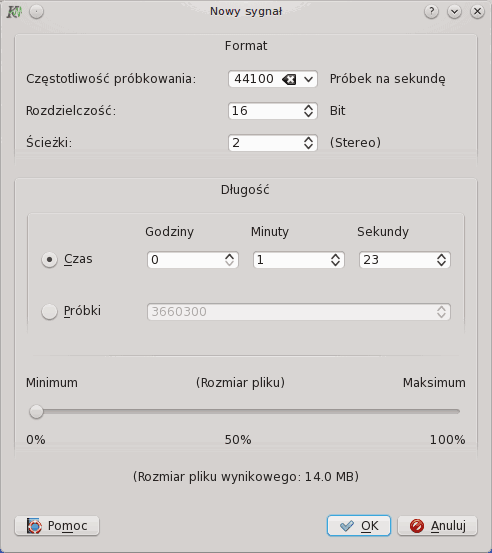 Nowy sygnał
Format
Częstotliwość próbkowania: 44100 Próbek na sekundę
Rozdzielczość: 16 Bit
Ścieżki: 2 (Stereo)
Długość
Godziny Minuty Sekundy
Czas 0 1 23
Próbki 3660300
Minimum (Rozmiar pliku) Maksimum
0% 50% 100%
(Rozmiar pliku wynikowego: 14.0 MB)
Pomoc OK Anuluj